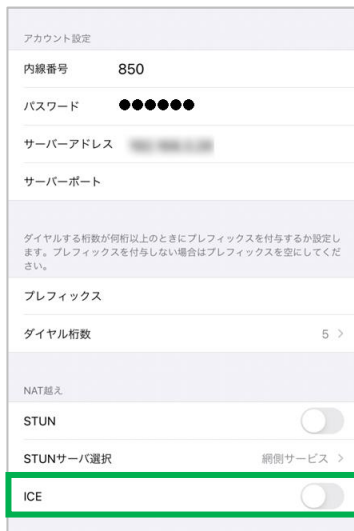 アカウント設定
内線番号 850
パスワード ●●●●●●
サーバーアドレス
サーバーポート
ダイヤルする桁数が何桁以上のときにプレフィックスを付与するか設定し
ます。プレフィックスを付与しない場合はプレフィックスを空にしてくだ
さい。
プレフィックス
ダイヤル桁数 5 >
NAT越え
STUN
STUNサーバ選択 網側サービス >
ICE